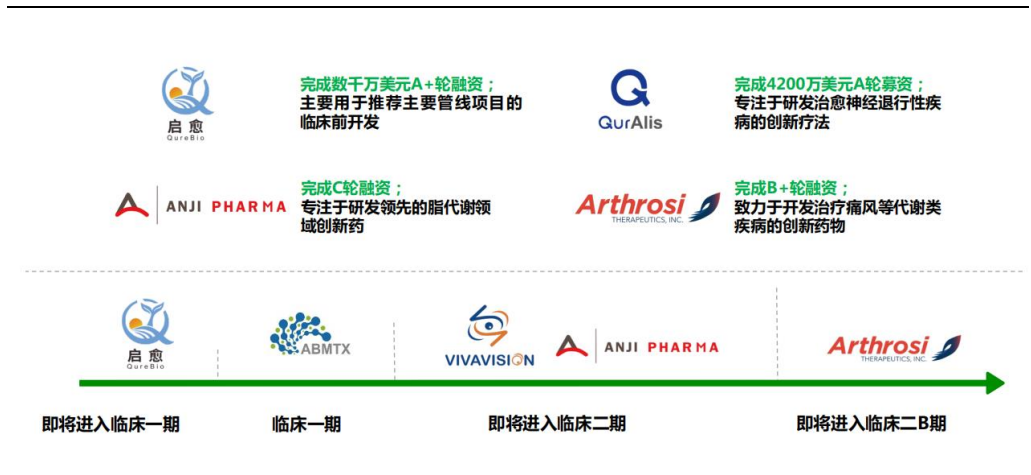 启愈
QureBio
完成数千万美元A+轮融资；
主要用于推荐主要管线项目的
临床前开发
QurAlis
完成4200万美元A轮募资；
专注于研发治愈神经退行性疾
病的创新疗法
ANJI PHARMA
完成C轮融资；
专注于研发领先的脂代谢领
域创新药
Arthrosi
THERAPEUTICS, INC.
完成B+轮融资；
致力于开发治疗痛风等代谢类
疾病的创新药物
启愈
QureBio
ABMTX
VIVAVISION
ANJI PHARMA
Arthrosi
THERAPEUTICS, INC.
即将进入临床一期
临床一期
即将进入临床二期
即将进入临床二B期